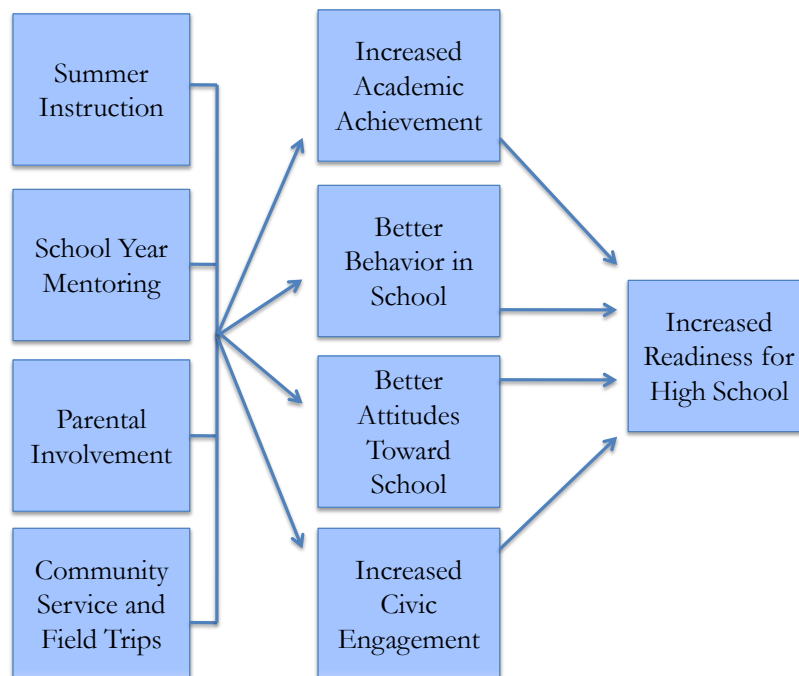 Summer
Instruction
School Year
Mentoring
Parental
Involvement
Community
Service and
Field Trips
Increased
Academic
Achievement
Better
Behavior in
School
Better
Attitudes
Toward
School
Increased
Civic
Engagement
Increased
Readiness for
High School